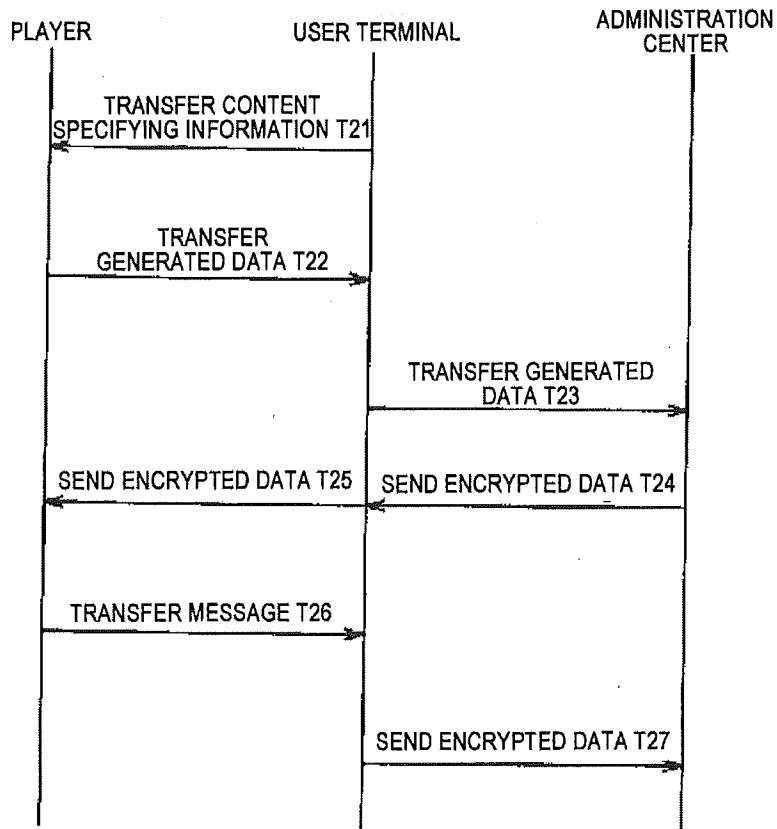 PLAYER
USER TERMINAL
ADMINISTRATION
CENTER
TRANSFER CONTENT
SPECIFYING INFORMATION T21
TRANSFER
GENERATED DATA T22
TRANSFER GENERATED
DATA T23
SEND ENCRYPTED DATA T25
SEND ENCRYPTED DATA T24
TRANSFER MESSAGE T26
SEND ENCRYPTED DATA T27